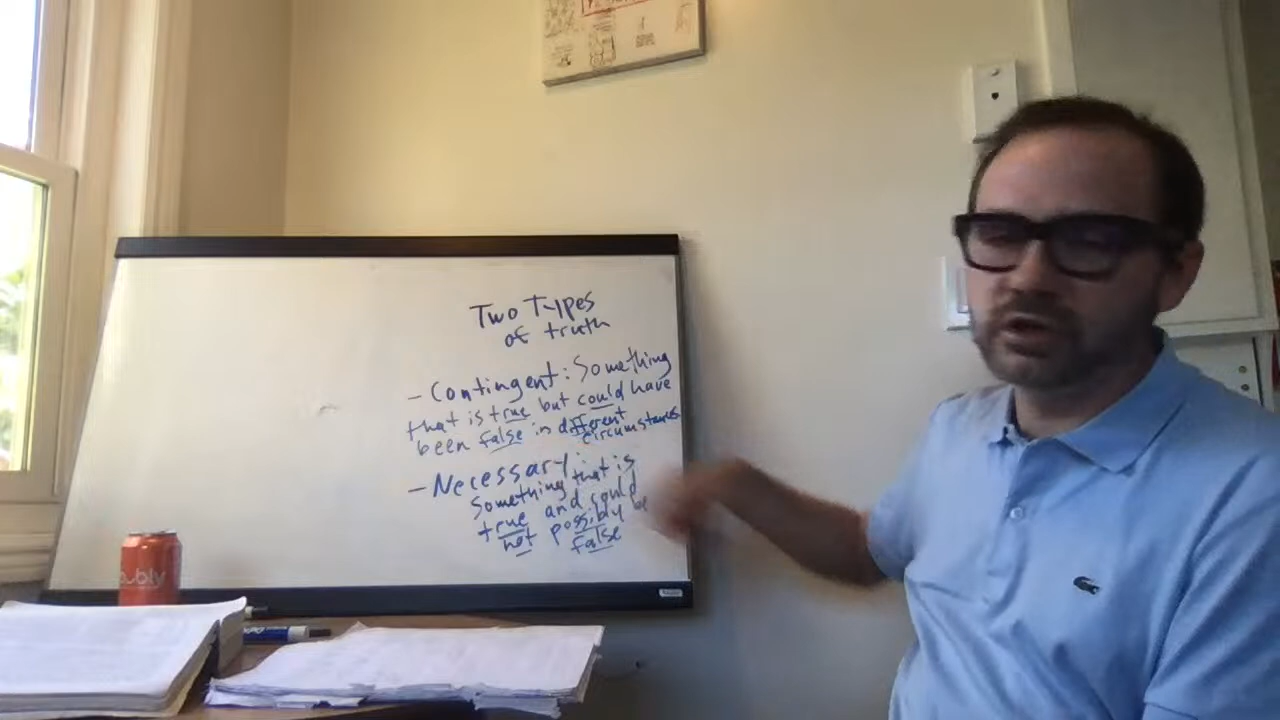 Two Types
of truth
- Contingent: Something
that is true but could have
been false in different
circumstances
- Necessary:
Something that is
true and could
not possibly be
false
bubly